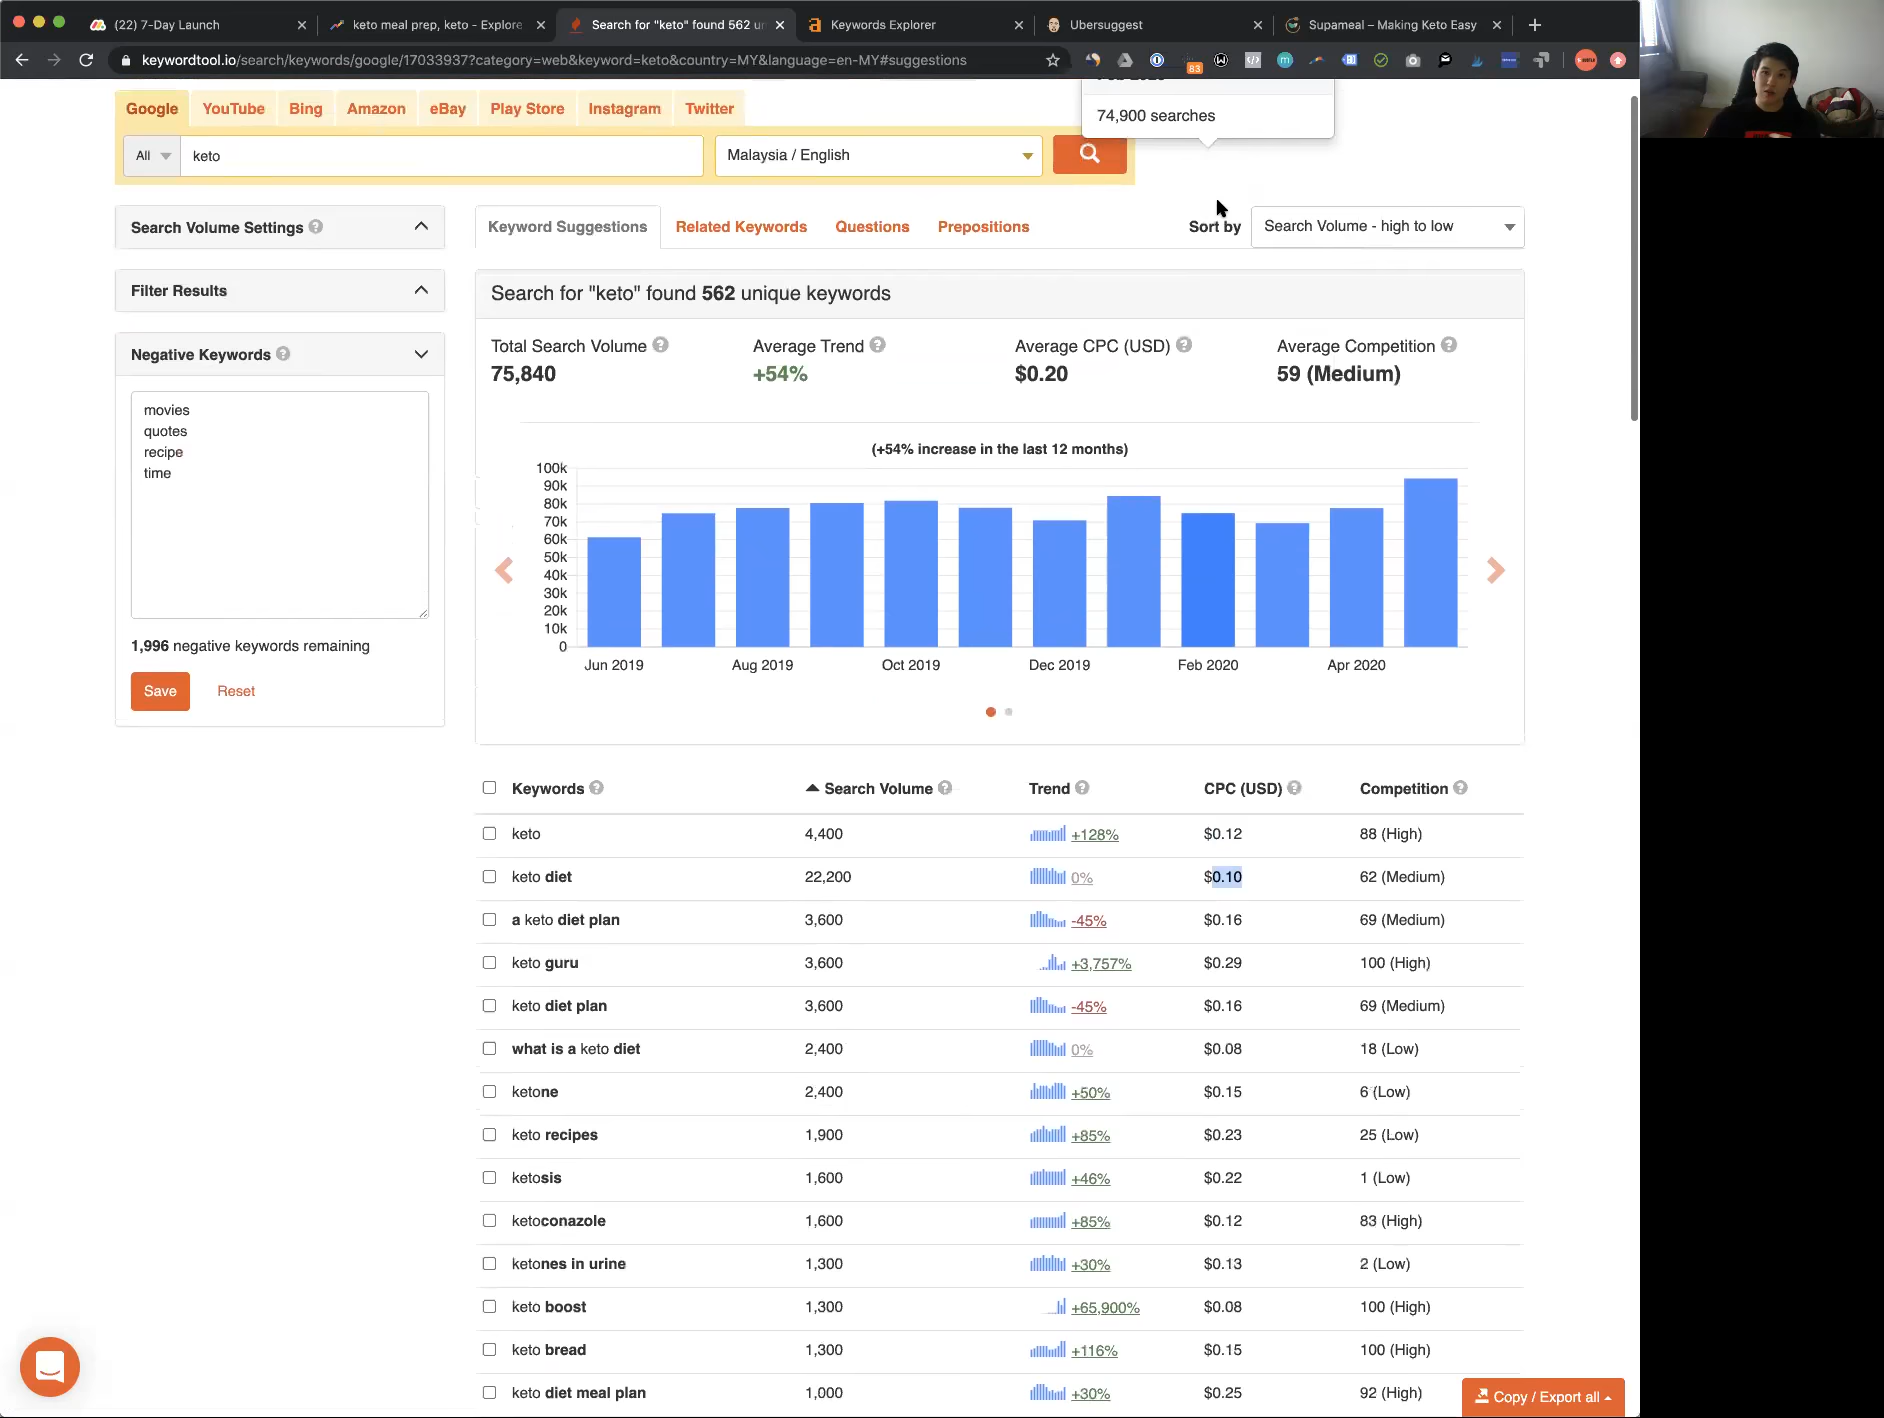 (22) 7-Day Launch
keto meal prep, keto - Explore
Search for "keto" found 562 un
Keywords Explorer
Ubersuggest
Supameal – Making Keto Easy
keywordtool.io/search/keywords/google/17033937?category=web&keyword=keto&country=MY&language=en-MY#suggestions
83
Google YouTube Bing Amazon eBay Play Store Instagram Twitter
74,900 searches
All keto Malaysia / English
Search Volume Settings
Keyword Suggestions Related Keywords Questions Prepositions Sort by Search Volume - high to low
Filter Results
Search for "keto" found 562 unique keywords
Negative Keywords
Total Search Volume Average Trend Average CPC (USD) Average Competition
75,840 +54% $0.20 59 (Medium)
movies
quotes
recipe
time
1,996 negative keywords remaining
Save Reset
(+54% increase in the last 12 months)
100k
90k
80k
70k
60k
50k
40k
30k
20k
10k
0
Jun 2019 Aug 2019 Oct 2019 Dec 2019 Feb 2020 Apr 2020
Keywords Search Volume Trend CPC (USD) Competition
keto 4,400 +128% $0.12 88 (High)
keto diet 22,200 0% $0.10 62 (Medium)
a keto diet plan 3,600 -45% $0.16 69 (Medium)
keto guru 3,600 +3,757% $0.29 100 (High)
keto diet plan 3,600 -45% $0.16 69 (Medium)
what is a keto diet 2,400 0% $0.08 18 (Low)
ketone 2,400 +50% $0.15 6 (Low)
keto recipes 1,900 +85% $0.23 25 (Low)
ketosis 1,600 +46% $0.22 1 (Low)
ketoconazole 1,600 +85% $0.12 83 (High)
ketones in urine 1,300 +30% $0.13 2 (Low)
keto boost 1,300 +65,900% $0.08 100 (High)
keto bread 1,300 +116% $0.15 100 (High)
keto diet meal plan 1,000 +30% $0.25 92 (High)
Copy / Export all